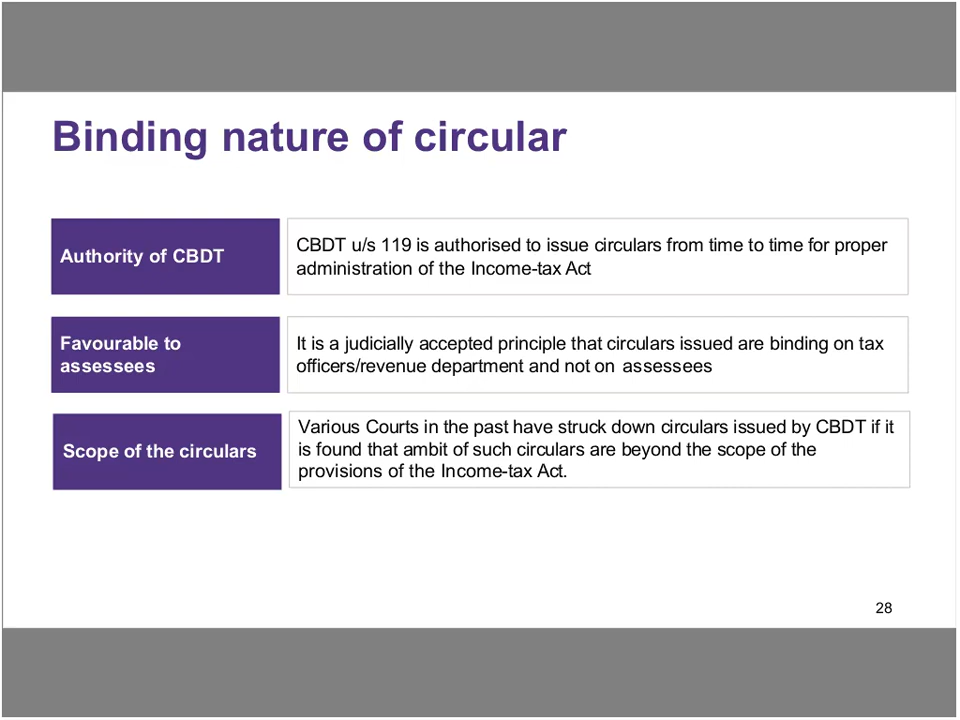 Binding nature of circular
Authority of CBDT
CBDT u/s 119 is authorised to issue circulars from time to time for proper
administration of the Income-tax Act
Favourable to
assessees
It is a judicially accepted principle that circulars issued are binding on tax
officers/revenue department and not on assessees
Scope of the circulars
Various Courts in the past have struck down circulars issued by CBDT if it
is found that ambit of such circulars are beyond the scope of the
provisions of the Income-tax Act.
28